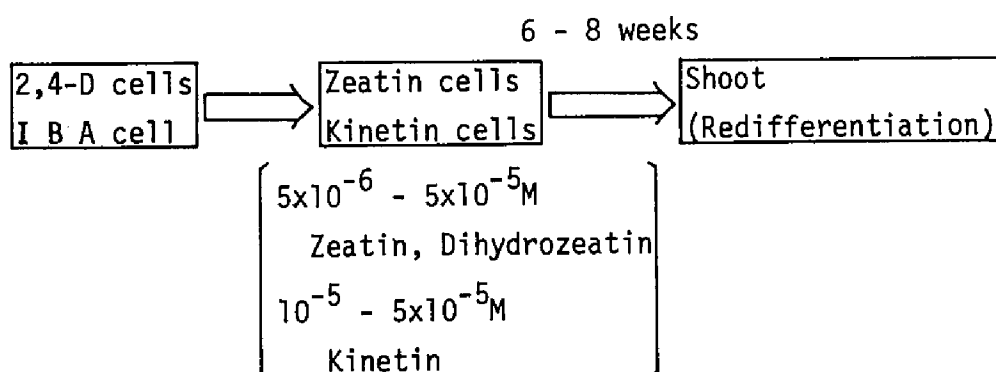 6 - 8 weeks
2,4-D cells
I B A cell
Zeatin cells
Kinetin cells
Shoot
(Redifferentiation)
5x10⁻⁶ - 5x10⁻⁵M
Zeatin, Dihydrozeatin
10⁻⁵ - 5x10⁻⁵M
Kinetin